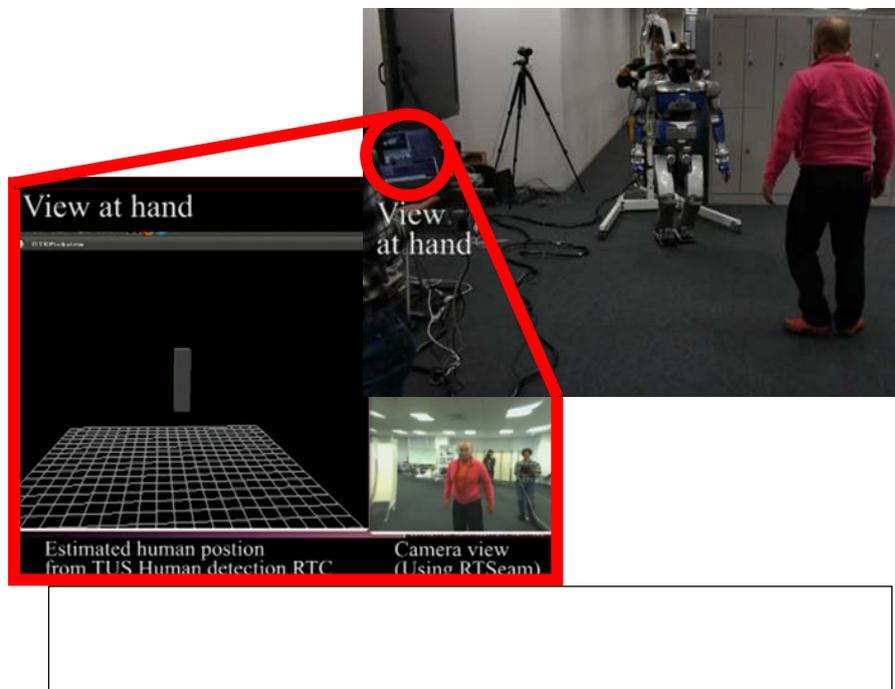 View at hand
View
at hand
Estimated human postion
from TUS Human detection RTC
Camera view
(Using RTSeam)